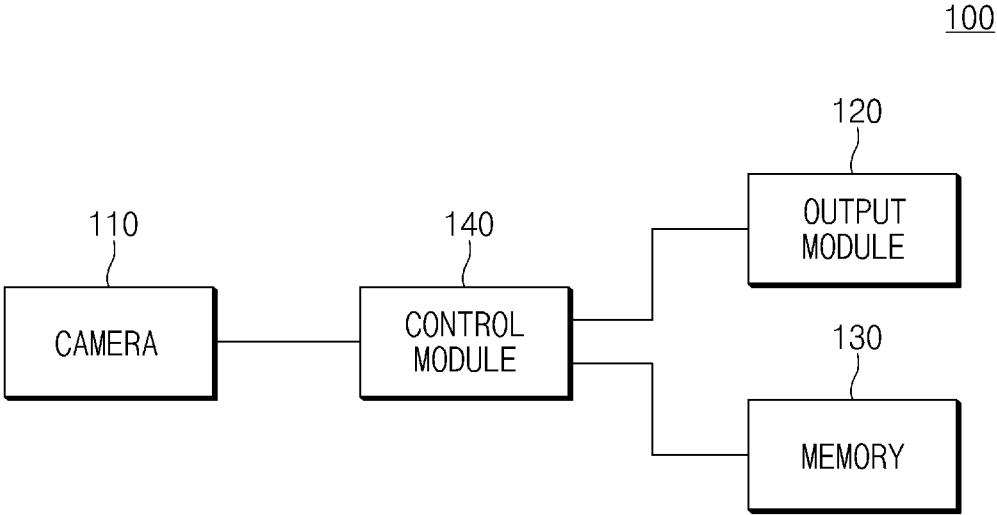 100
120
OUTPUT
MODULE
110
CAMERA
140
CONTROL
MODULE
130
MEMORY